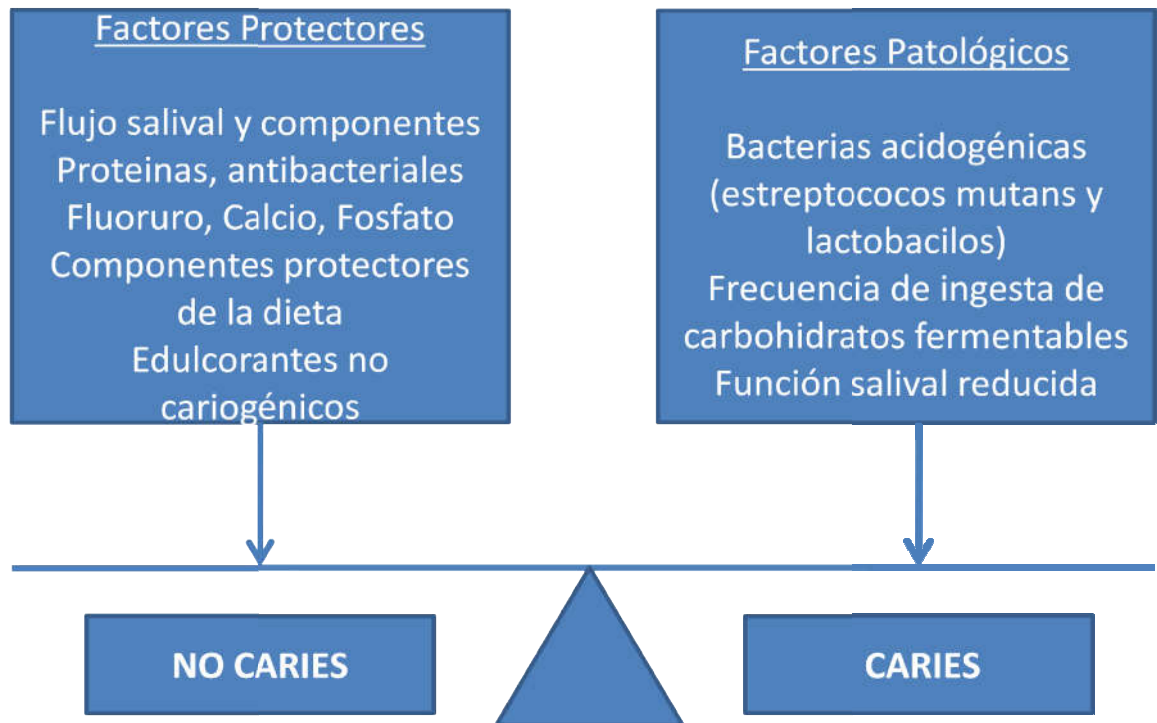 Factores Protectores
Flujo salival y componentes
Proteinas, antibacteriales
Fluoruro, Calcio, Fosfato
Componentes protectores
de la dieta
Edulcorantes no
cariogénicos
Factores Patológicos
Bacterias acidogénicas
(estreptococos mutans y
lactobacilos)
Frecuencia de ingesta de
carbohidratos fermentables
Función salival reducida
NO CARIES
CARIES